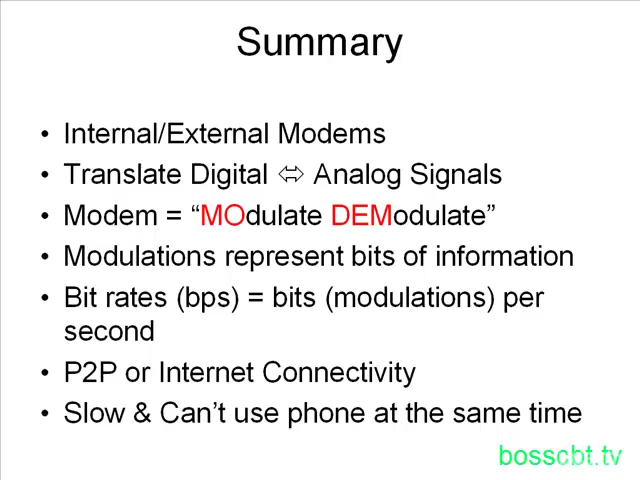 Summary
• Internal/External Modems
• Translate Digital ⬄ Analog Signals
• Modem = “MOdulate DEModulate”
• Modulations represent bits of information
• Bit rates (bps) = bits (modulations) per
second
• P2P or Internet Connectivity
• Slow & Can’t use phone at the same time
bosscbt.tv